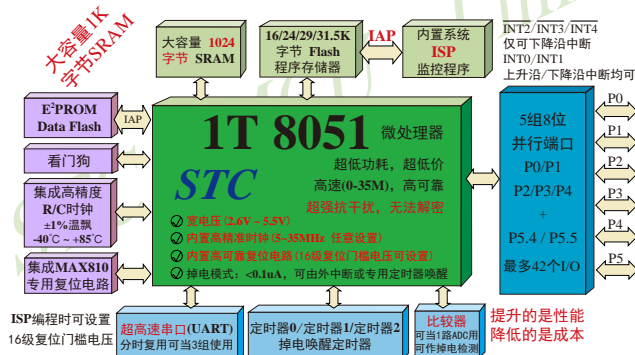 大容量1K
字节SRAM
大容量 1024
字节 SRAM
16/24/29/31.5K
字节 Flash
程序存储器
IAP
内置系统
ISP
监控程序
INT2/INT3/INT4
仅可下降沿中断
INT0/INT1
上升沿/下降沿中断均可
E²PROM
Data Flash
IAP
看门狗
集成高精度
R/C时钟
±1%温飘
-40℃ ~ +85℃
集成MAX810
专用复位电路
1T 8051 微处理器
STC
超低功耗，超低价
高速(0-35M)，高可靠
超强抗干扰，无法解密
宽电压(2.6V ~ 5.5V)
内置高精准时钟(5~35MHz 任意设置)
内置高可靠复位电路(16级复位门槛电压可设置)
掉电模式：<0.1uA，可由外中断或专用定时器唤醒
5组8位
并行端口
P0/P1
P2/P3/P4
+
P5.4 / P5.5
最多42个I/O
P0
P1
P2
P3
P4
P5
ISP编程时可设置
16级复位门槛电压
超高速串口(UART)
分时复用可当3组使用
定时器0/定时器1/定时器2
掉电唤醒定时器
比较器
可当1路ADC用
可作掉电检测
提升的是性能
降低的是成本